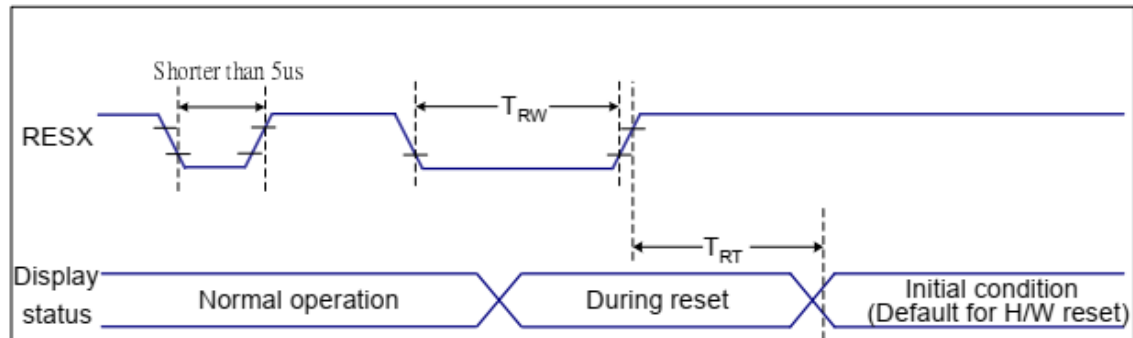 Shorter than 5us
RESX
TRW
TRT
Display
status
Normal operation
During reset
Initial condition
(Default for H/W reset)